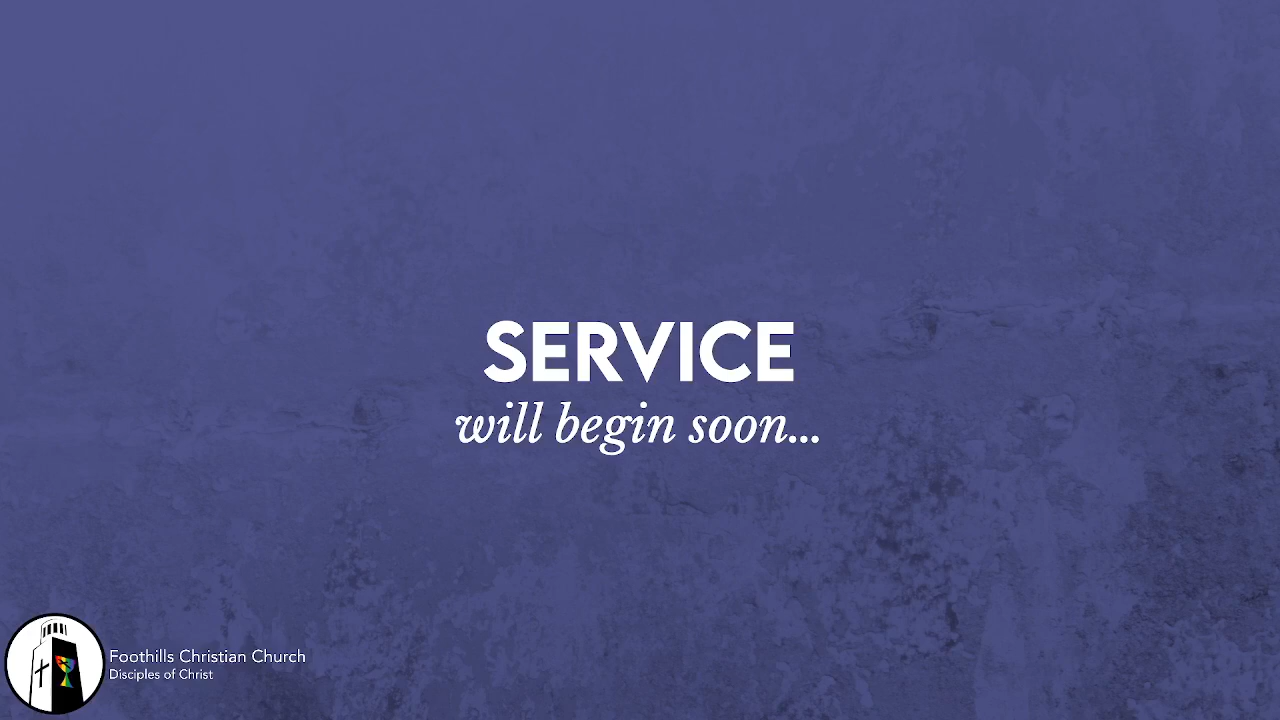 SERVICE
will begin soon...
Foothills Christian Church
Disciples of Christ